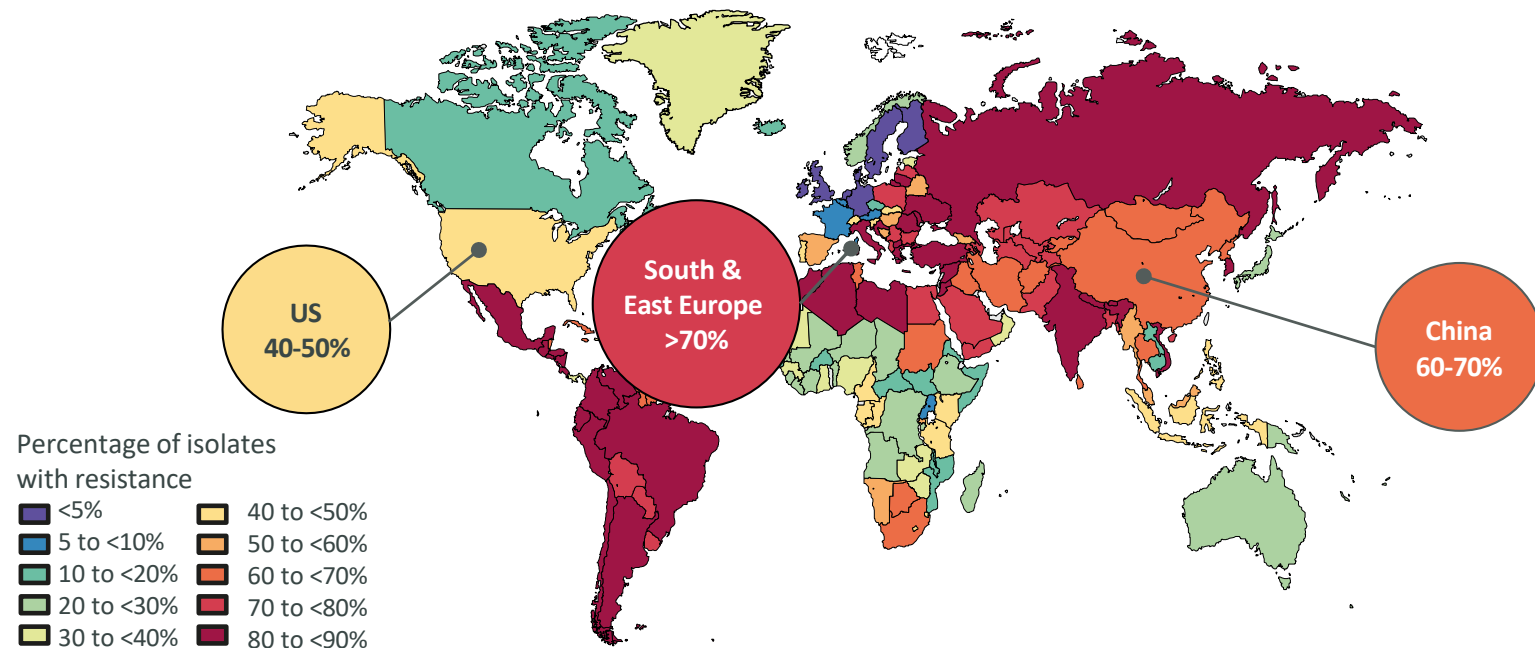 US
40-50%
South &
East Europe
>70%
China
60-70%
Percentage of isolates
with resistance
<5%
5 to <10%
10 to <20%
20 to <30%
30 to <40%
40 to <50%
50 to <60%
60 to <70%
70 to <80%
80 to <90%